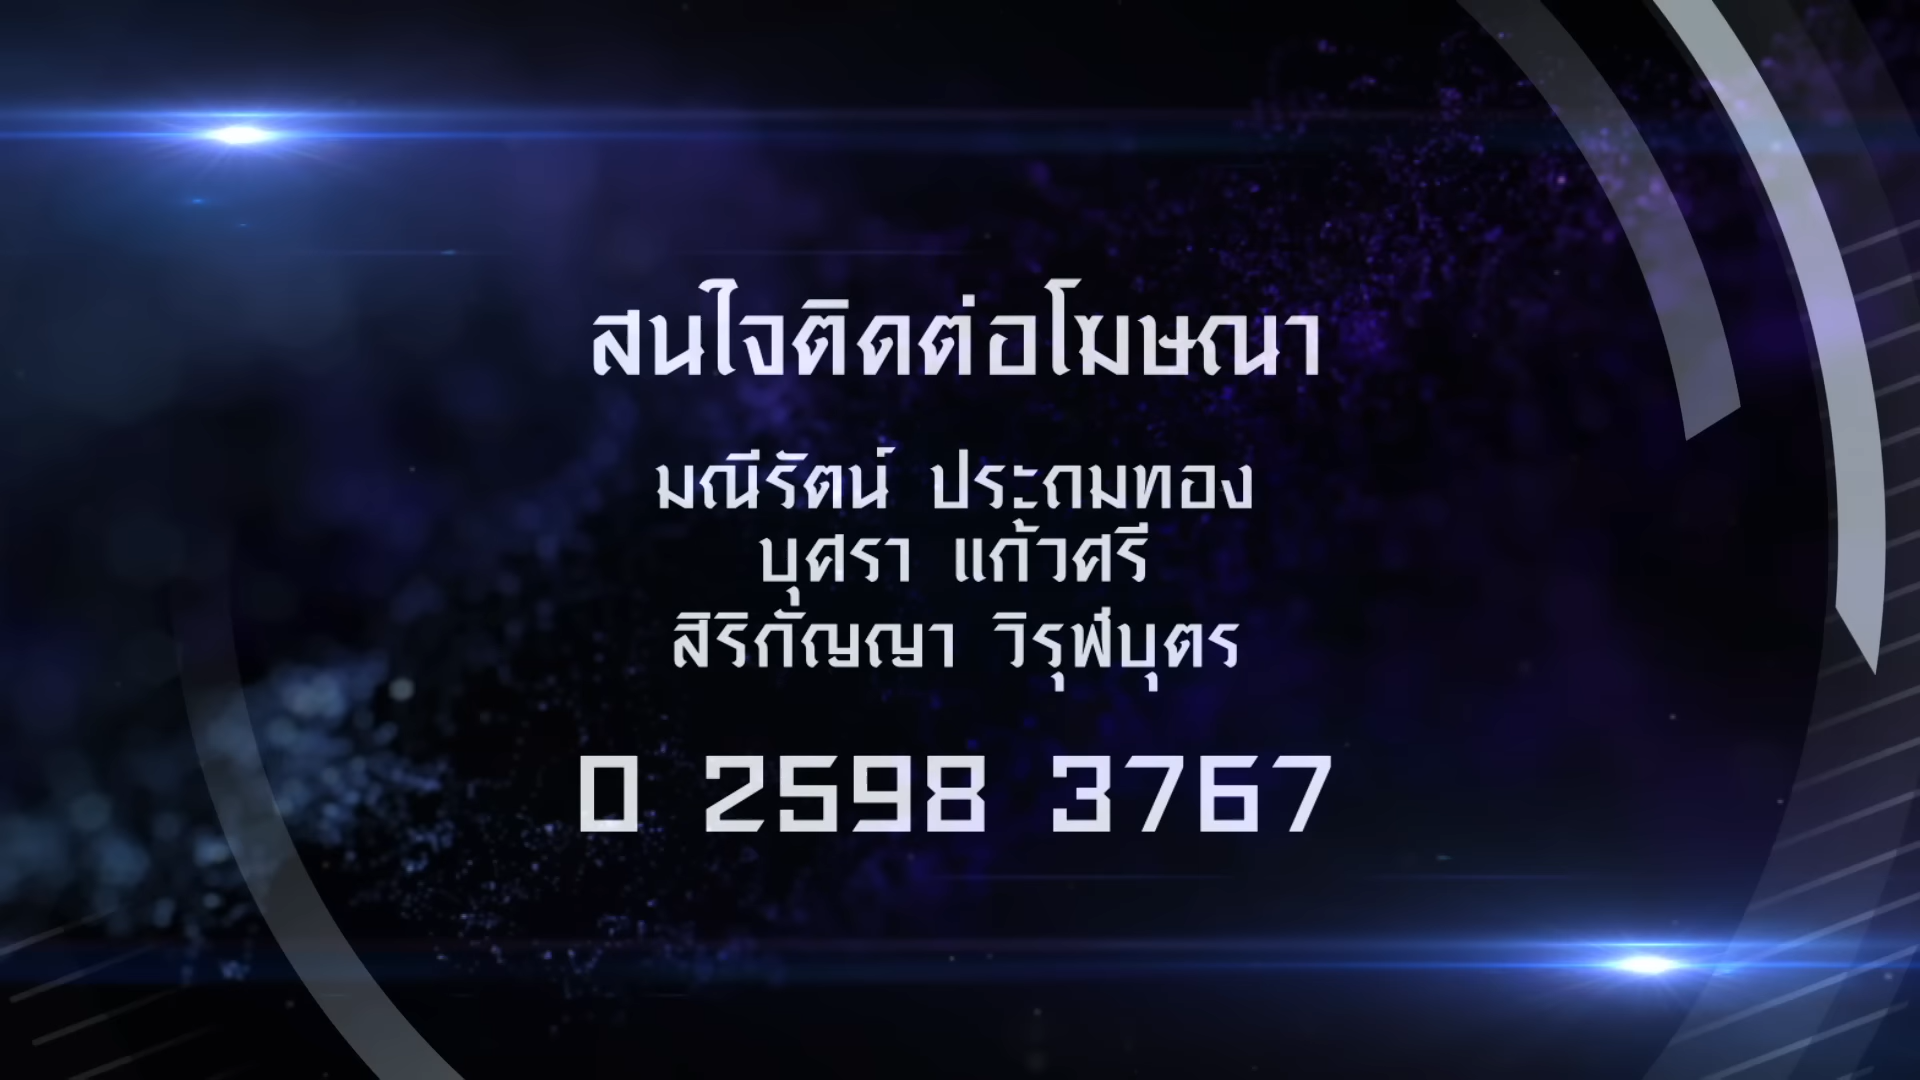 สนใจติดต่อโฆษณา
มณีรัตน์ ประถมทอง
บุศรา แก้วศรี
สิริกัญญา วิรุฬห์บุตร
0 2598 3767